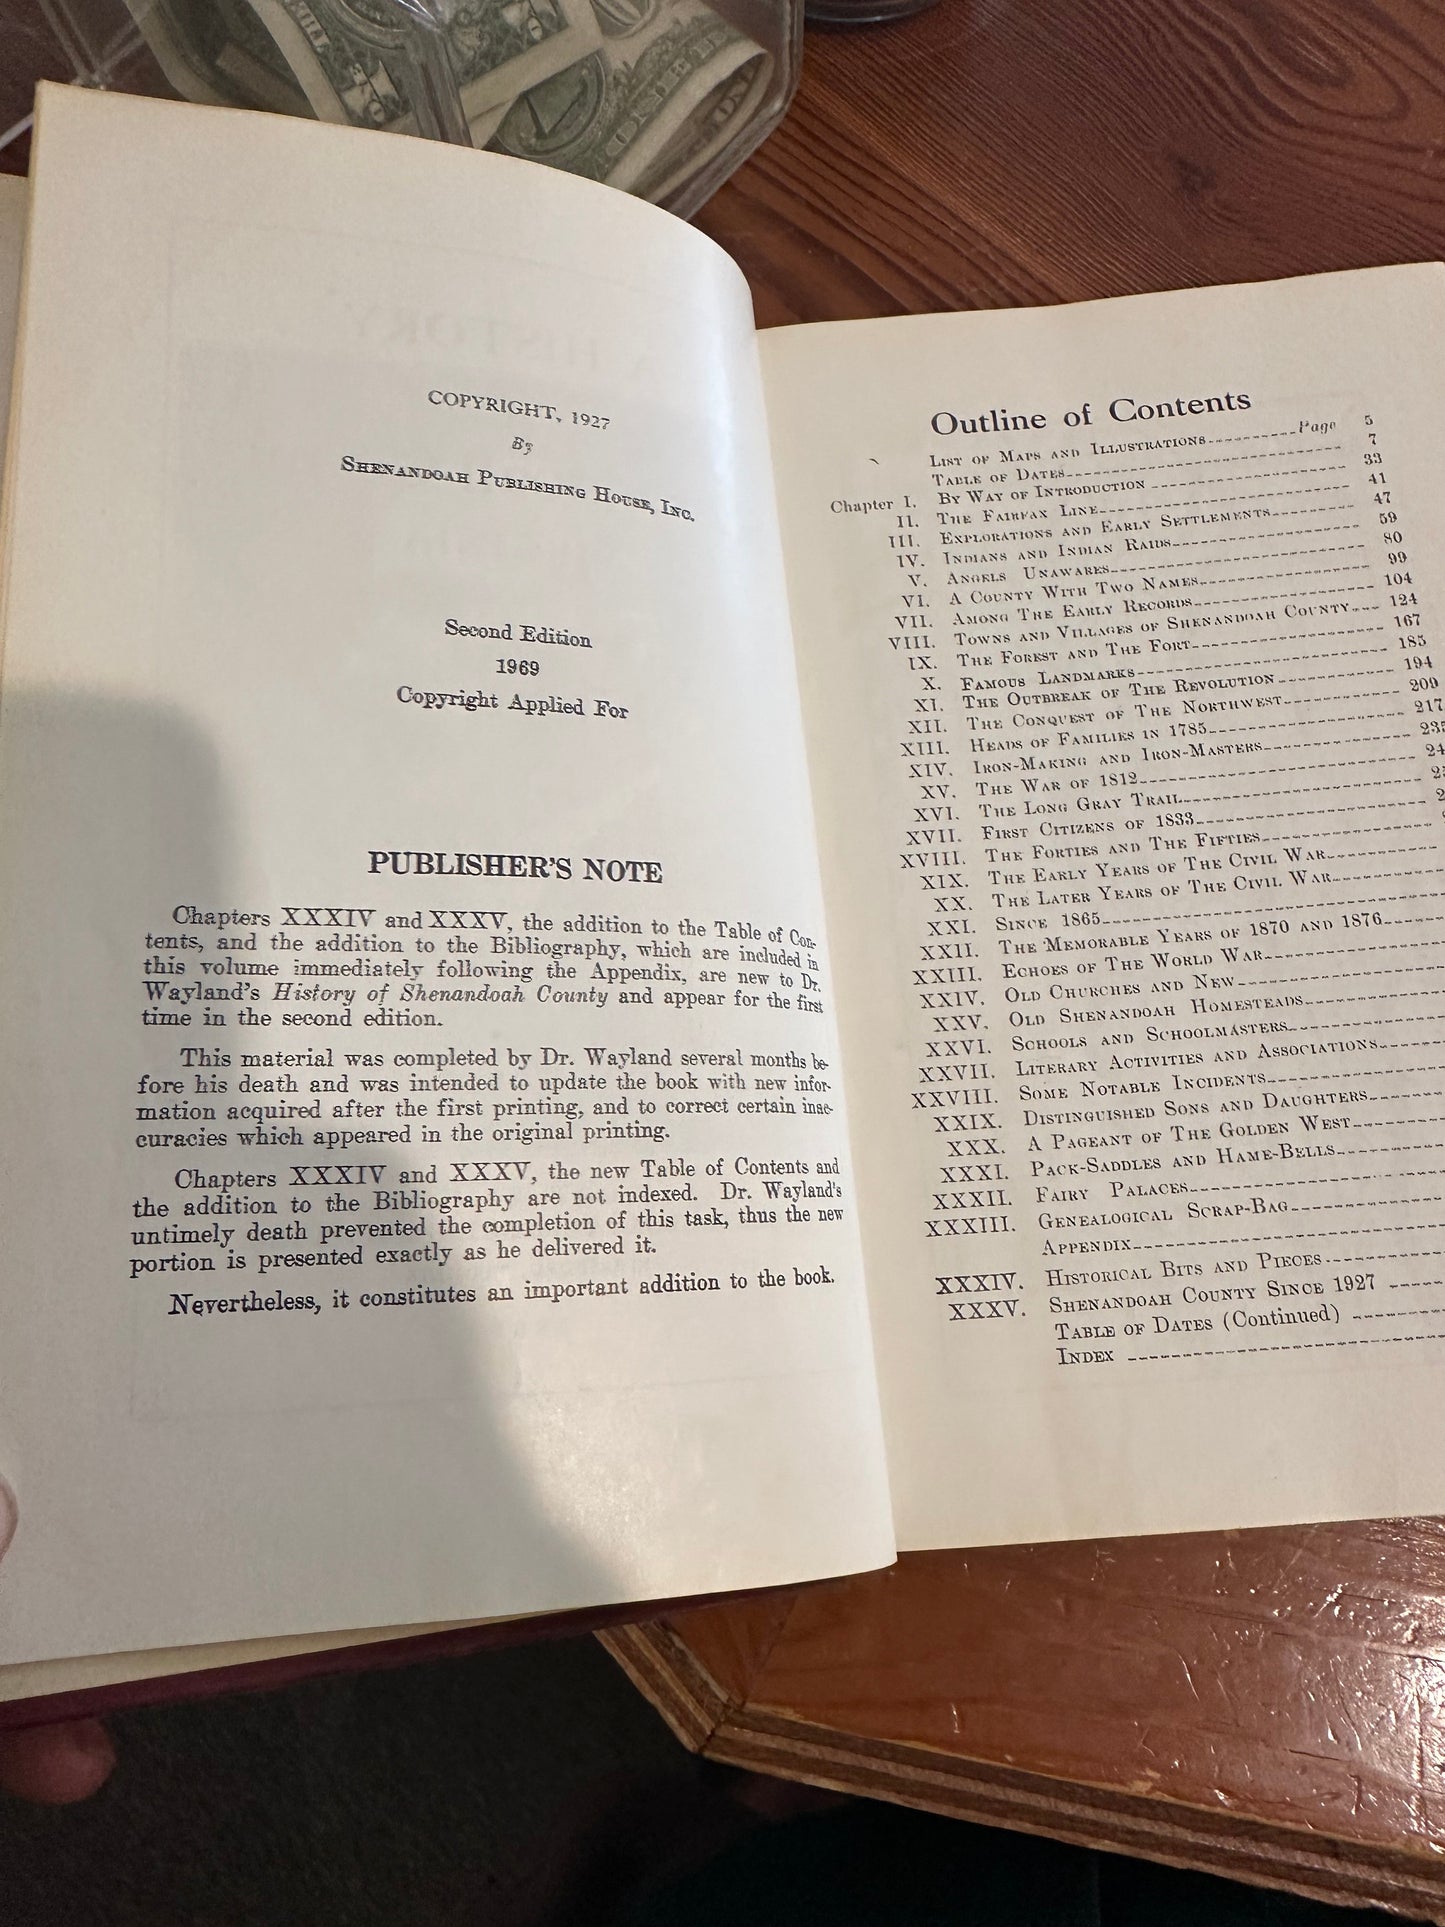 COPYRIGHT, 1927
By
SHENANDOAH PUBLISHING HOUSE, INC.
Second Edition
1969
Copyright Applied For
PUBLISHER'S NOTE
Chapters XXXIV and XXXV, the addition to the Table of Con-
tents, and the addition to the Bibliography, which are included in
this volume immediately following the Appendix, are new to Dr.
Wayland's History of Shenandoah County and appear for the first
time in the second edition.
This material was completed by Dr. Wayland several months be-
fore his death and was intended to update the book with new infor-
mation acquired after the first printing, and to correct certain inac-
curacies which appeared in the original printing.
Chapters XXXIV and XXXV, the new Table of Contents and
the addition to the Bibliography are not indexed. Dr. Wayland's
untimely death prevented the completion of this task, thus the new
portion is presented exactly as he delivered it.
Nevertheless, it constitutes an important addition to the book.
Outline of Contents
LIST OF MAPS AND ILLUSTRATIONS Page 5
TABLE OF DATES 7
Chapter I. BY WAY OF INTRODUCTION 33
II. THE FAIRFAX LINE 41
III. EXPLORATIONS AND EARLY SETTLEMENTS 47
IV. INDIANS AND INDIAN RAIDS 59
V. ANGELS UNAWARES 80
VI. A COUNTY WITH TWO NAMES 99
VII. AMONG THE EARLY RECORDS 104
VIII. TOWNS AND VILLAGES OF SHENANDOAH COUNTY 124
IX. THE FOREST AND THE FORT 167
X. FAMOUS LANDMARKS 185
XI. THE OUTBREAK OF THE REVOLUTION 194
XII. THE CONQUEST OF THE NORTHWEST 209
XIII. HEADS OF FAMILIES IN 1785 217
XIV. IRON-MAKING AND IRON-MASTERS 235
XV. THE WAR OF 1812
XVI. THE LONG GRAY TRAIL
XVII. FIRST CITIZENS OF 1833
XVIII. THE FORTIES AND THE FIFTIES
XIX. THE EARLY YEARS OF THE CIVIL WAR
XX. THE LATER YEARS OF THE CIVIL WAR
XXI. SINCE 1865
XXII. THE MEMORABLE YEARS OF 1870 AND 1876
XXIII. ECHOES OF THE WORLD WAR
XXIV. OLD CHURCHES AND NEW
XXV. OLD SHENANDOAH HOMESTEADS
XXVI. SCHOOLS AND SCHOOLMASTERS
XXVII. LITERARY ACTIVITIES AND ASSOCIATIONS
XXVIII. SOME NOTABLE INCIDENTS
XXIX. DISTINGUISHED SONS AND DAUGHTERS
XXX. A PAGEANT OF THE GOLDEN WEST
XXXI. PACK-SADDLES AND HAME-BELLS
XXXII. FAIRY PALACES
XXXIII. GENEALOGICAL SCRAP-BAG
APPENDIX
XXXIV. HISTORICAL BITS AND PIECES
XXXV. SHENANDOAH COUNTY SINCE 1927
TABLE OF DATES (Continued)
INDEX